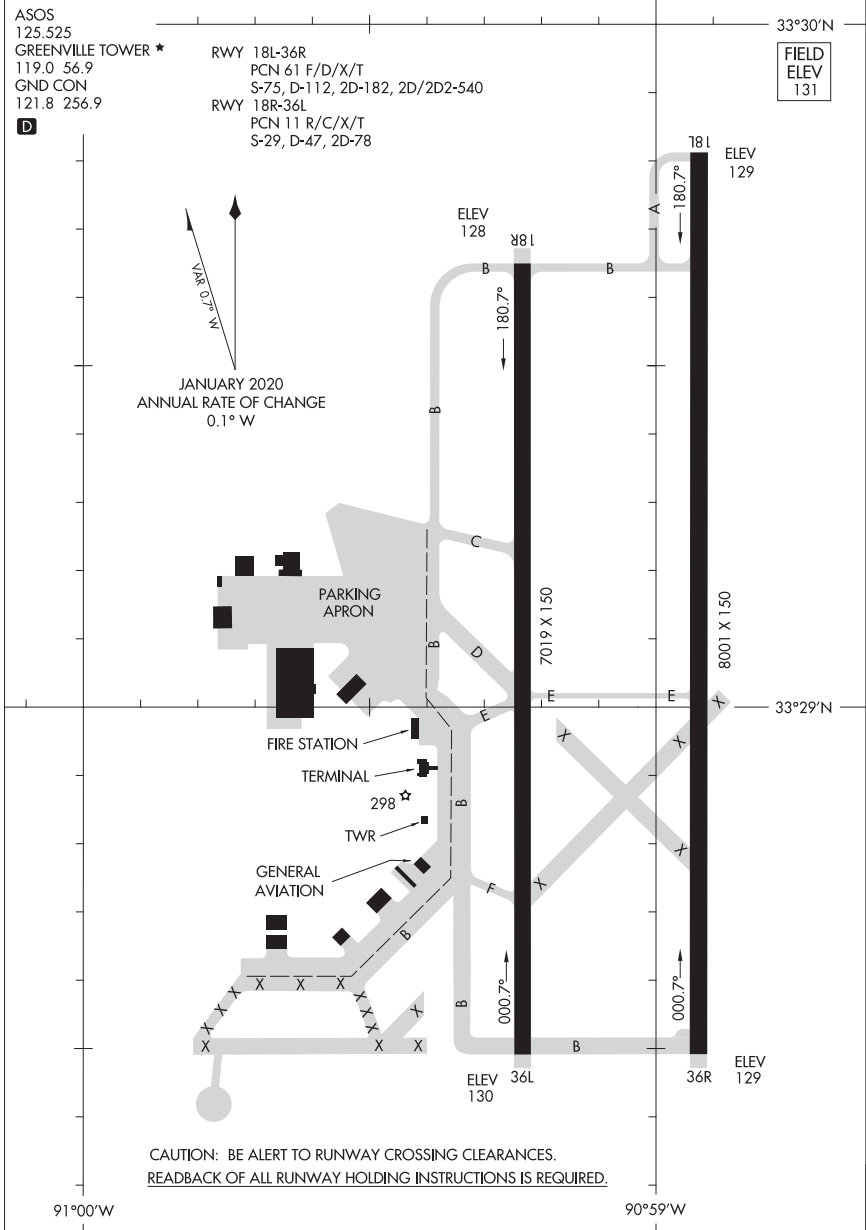 ASOS
125.525
GREENVILLE TOWER ★
119.0 56.9
GND CON
121.8 256.9
D
RWY 18L-36R
PCN 61 F/D/X/T
S-75, D-112, 2D-182, 2D/2D2-540
RWY 18R-36L
PCN 11 R/C/X/T
S-29, D-47, 2D-78
33°30'N
FIELD
ELEV
131
18L
ELEV
129
A
180.7°
ELEV
128
18R
B
B
180.7°
VAR 0.7° W
JANUARY 2020
ANNUAL RATE OF CHANGE
0.1° W
B
C
PARKING
APRON
7019 X 150
8001 X 150
B
D
E
E
E
X
33°29'N
X
X
FIRE STATION
TERMINAL
298
B
TWR
X
GENERAL
AVIATION
F
X
B
X
X
X
X
X
X
X
X
X
X
X
X
B
000.7°
000.7°
X
X
X
B
ELEV
130
36L
36R
ELEV
129
CAUTION: BE ALERT TO RUNWAY CROSSING CLEARANCES.
READBACK OF ALL RUNWAY HOLDING INSTRUCTIONS IS REQUIRED.
91°00'W
90°59'W